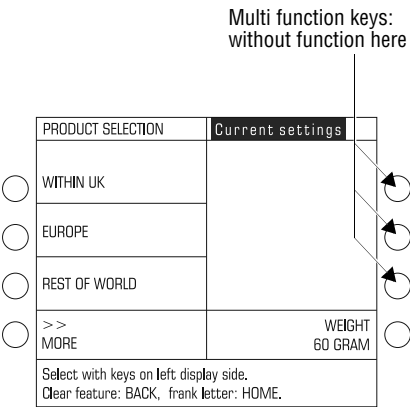 Multi function keys:
without function here
PRODUCT SELECTION
Current settings
WITHIN UK
EUROPE
REST OF WORLD
>>
MORE
WEIGHT
60 GRAM
Select with keys on left display side.
Clear feature: BACK, frank letter: HOME.